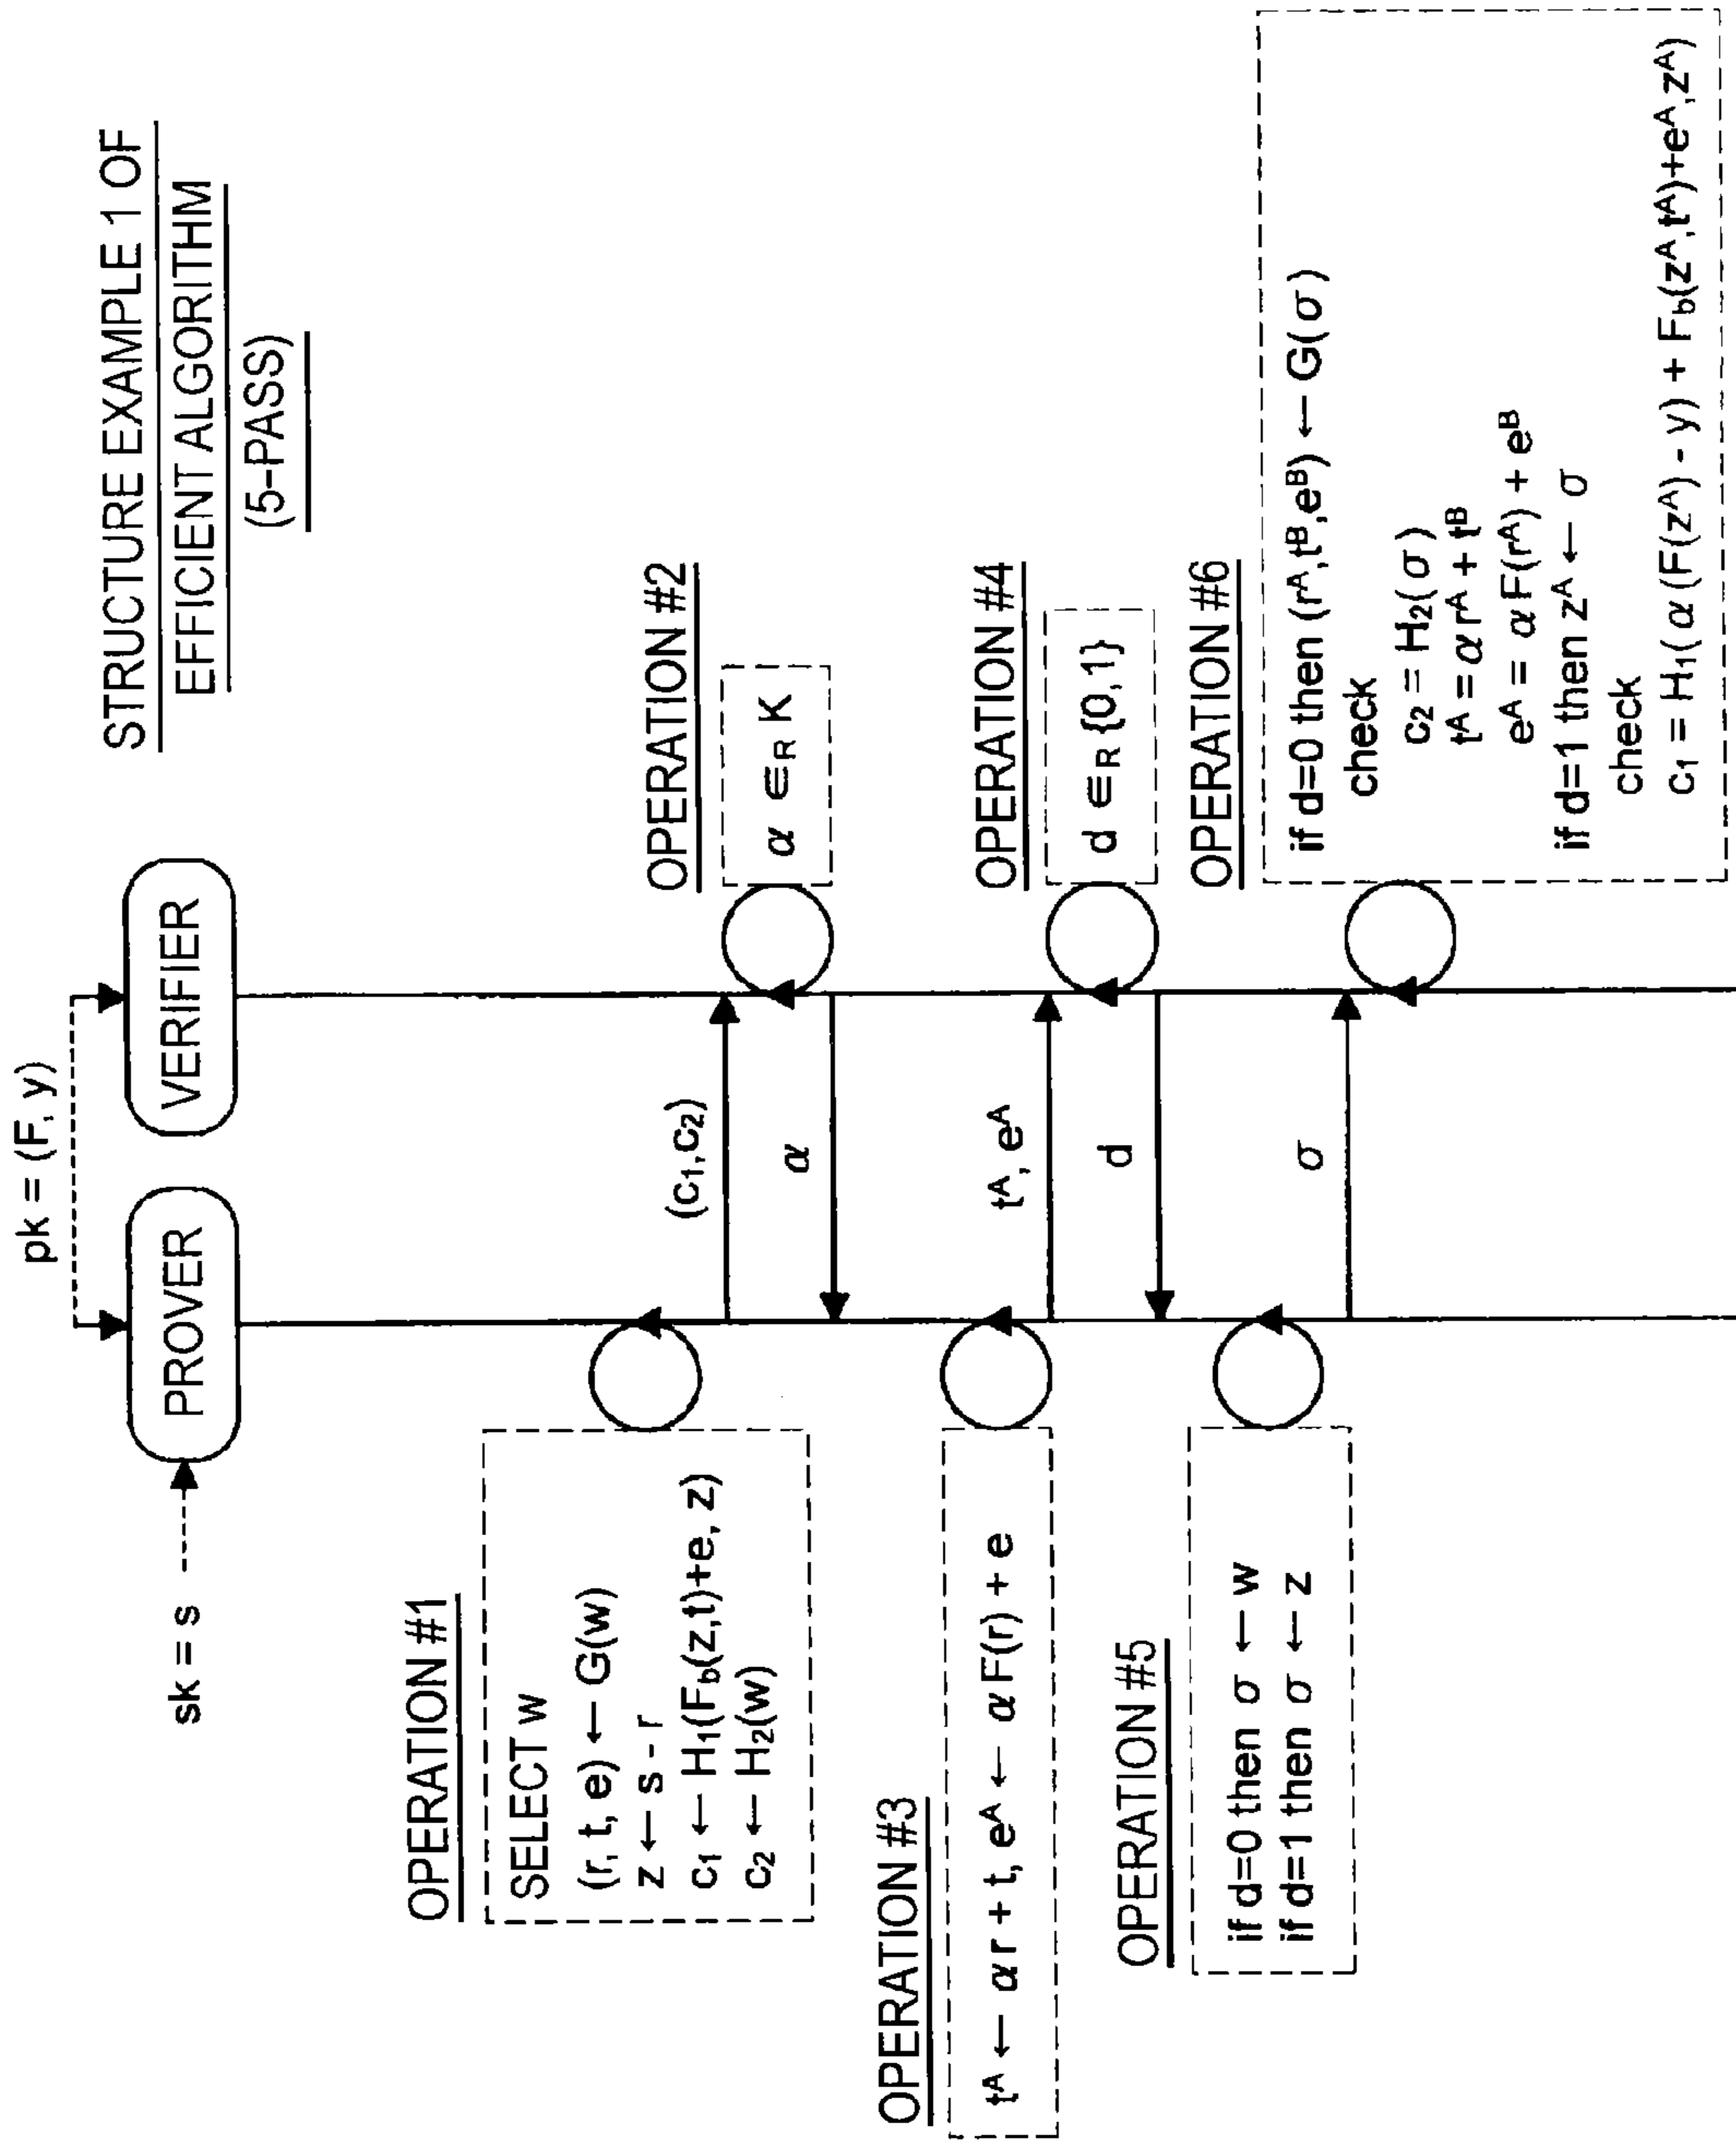 STRUCTURE EXAMPLE 1 OF
EFFICIENT ALGORITHM
(5-PASS)
pk = (F, y)
sk = s
PROVER
VERIFIER
OPERATION #1
SELECT w
(r, t, e) ← G(w)
z ← s - r
c₁ ← H₁(F_b(z,t)+e, z)
c₂ ← H₂(w)
(c₁,c₂)
OPERATION #2
α ∈_R K
α
OPERATION #3
t^A ← αr + t, e^A ← αF(r) + e
t^A, e^A
OPERATION #4
d ∈_R {0,1}
d
OPERATION #5
if d=0 then σ ← w
if d=1 then σ ← z
σ
OPERATION #6
if d=0 then (r^A,t^B,e^B) ← G(σ)
check
c₂ = H₂(σ)
t^A = αr^A + t^B
e^A = αF(r^A) + e^B
if d=1 then z^A ← σ
check
c₁ = H₁(α(F(z^A) - y) + F_b(z^A,t^A)+e^A,z^A)